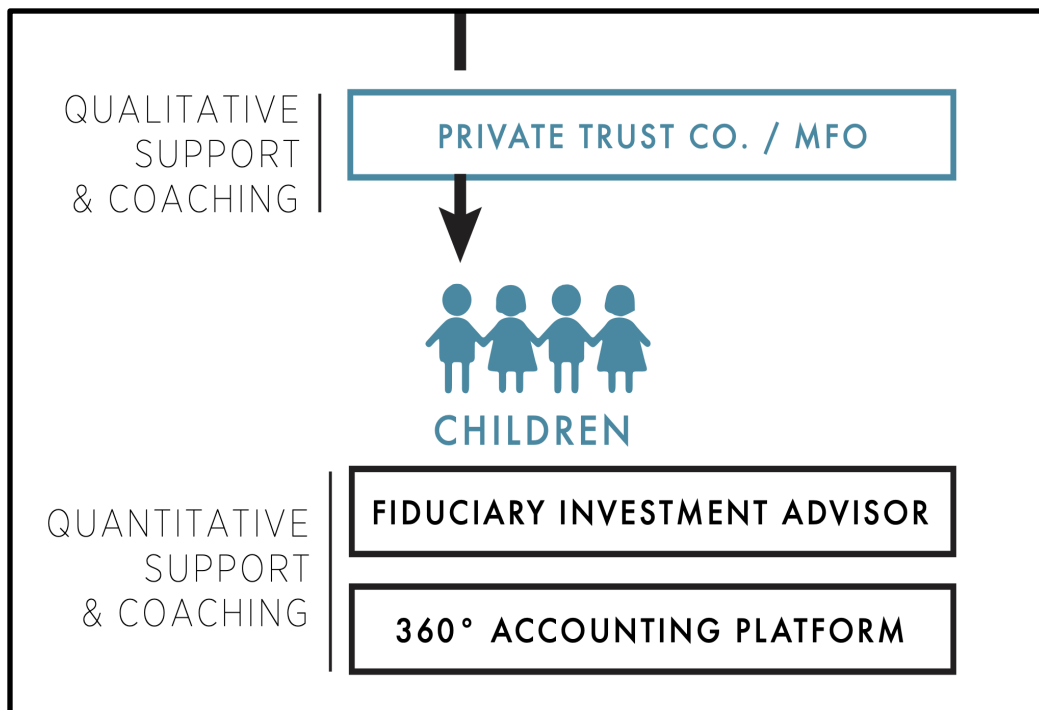 QUALITATIVE
SUPPORT
& COACHING
PRIVATE TRUST CO. / MFO
CHILDREN
QUANTITATIVE
SUPPORT
& COACHING
FIDUCIARY INVESTMENT ADVISOR
360° ACCOUNTING PLATFORM